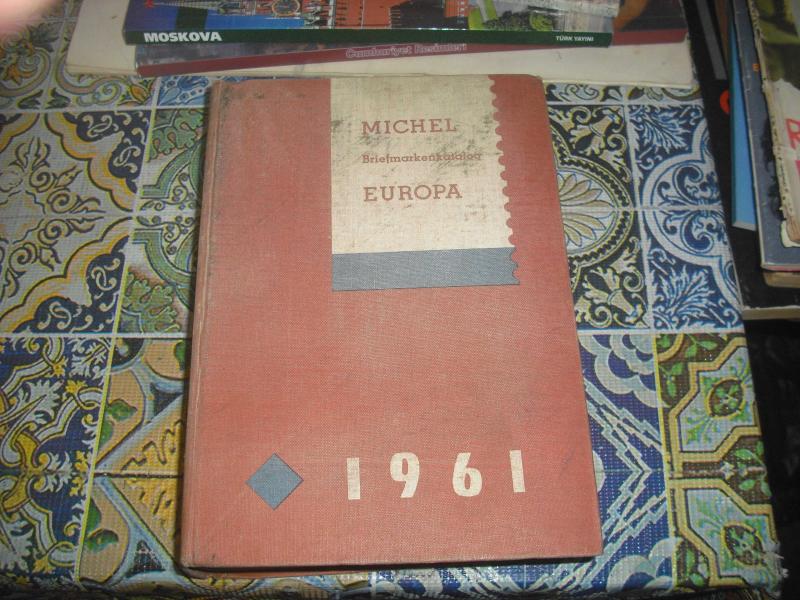 MOSKOVA
TÜRK YAYINI
Cumhuriyet Resimleri
MICHEL
Briefmarkenkatalog
EUROPA
1961